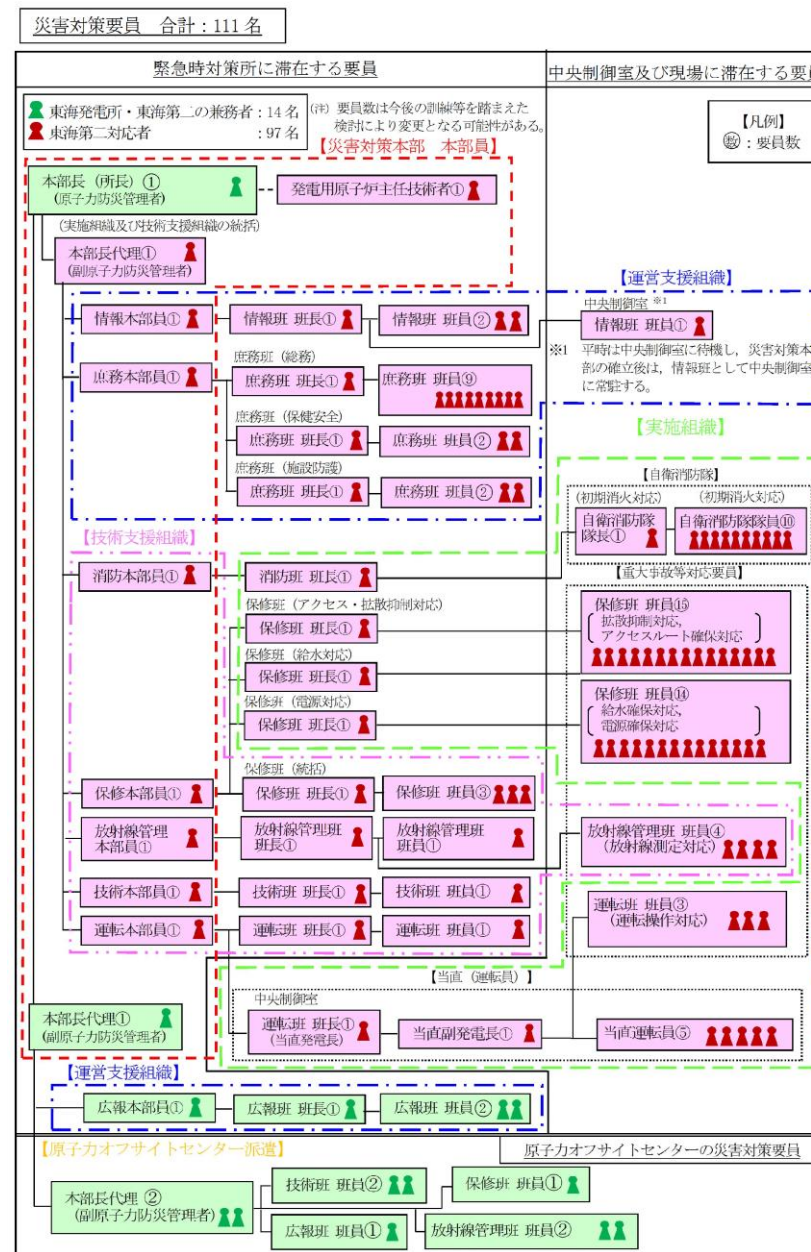 災害対策要員　合計：111 名
緊急時対策所に滞在する要員
中央制御室及び現場に滞在する要員
東海発電所・東海第二の兼務者：14 名
東海第二対応者　：97 名
(注) 要員数は今後の訓練等を踏まえた
検討により変更となる可能性がある。
【凡例】
㊝：要員数
【災害対策本部　本部員】
本部長（所長）①
(原子力防災管理者)
発電用原子炉主任技術者①
(実施組織及び技術支援組織の統括)
本部長代理①
(副原子力防災管理者)
【運営支援組織】
情報本部員①
情報班 班長①
情報班 班員②
中央制御室 ※1
情報班 班員①
※1　平時は中央制御室に待機し，災害対策本
部の確立後は，情報班として中央制御室
に常駐する。
庶務班（総務）
庶務本部員①
庶務班 班長①
庶務班 班員⑨
庶務班（保健安全）
庶務班 班長①
庶務班 班員②
庶務班（施設防護）
庶務班 班長①
庶務班 班員②
【実施組織】
【自衛消防隊】
(初期消火対応)
(初期消火対応)
自衛消防隊
隊長①
自衛消防隊隊員⑩
【技術支援組織】
消防本部員①
消防班 班長①
【重大事故等対応要員】
保修班（アクセス・拡散抑制対応）
保修班 班長①
保修班 班員⑮
拡散抑制対応，
アクセスルート確保対応
保修班（給水対応）
保修班 班長①
保修班（電源対応）
保修班 班長①
保修班 班員⑭
給水確保対応，
電源確保対応
保修班（統括）
保修本部員①
保修班 班長①
保修班 班員③
放射線管理
本部員①
放射線管理班
班長①
放射線管理班
班員①
放射線管理班 班員④
(放射線測定対応)
技術本部員①
技術班 班長①
技術班 班員①
運転本部員①
運転班 班長①
運転班 班員①
運転班 班員③
(運転操作対応)
【当直（運転員）】
中央制御室
運転班 班長①
(当直発電長)
当直副発電長①
当直運転員⑤
本部長代理①
(副原子力防災管理者)
【運営支援組織】
広報本部員①
広報班 班長①
広報班 班員②
【原子力オフサイトセンター派遣】
原子力オフサイトセンターの災害対策要員
本部長代理 ②
(副原子力防災管理者)
技術班 班員②
保修班 班員①
広報班 班員①
放射線管理班 班員②